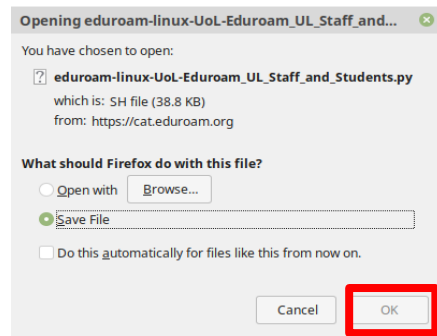 Opening eduroam-linux-UoL-Eduroam_UL_Staff_and...
You have chosen to open:
eduroam-linux-UoL-Eduroam_UL_Staff_and_Students.py
which is: SH file (38.8 KB)
from: https://cat.eduroam.org
What should Firefox do with this file?
Open with Browse...
Save File
Do this automatically for files like this from now on.
Cancel OK